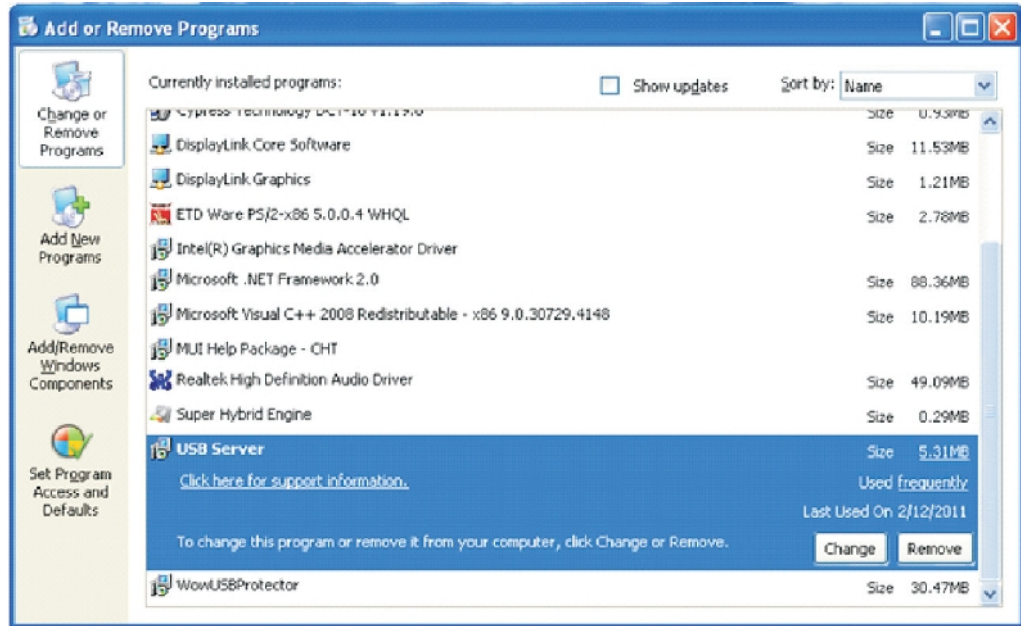 Add or Remove Programs
Change or
Remove
Programs
Add New
Programs
Add/Remove
Windows
Components
Set Program
Access and
Defaults
Currently installed programs:
Show updates
Sort by: Name
Cypress Technology Size 0.93MB
DisplayLink Core Software Size 11.53MB
DisplayLink Graphics Size 1.21MB
ETD Ware PS/2-x86 5.0.0.4 WHQL Size 2.78MB
Intel(R) Graphics Media Accelerator Driver
Microsoft .NET Framework 2.0 Size 88.36MB
Microsoft Visual C++ 2008 Redistributable - x86 9.0.30729.4148 Size 10.19MB
MUI Help Package - CHT
Realtek High Definition Audio Driver Size 49.09MB
Super Hybrid Engine Size 0.29MB
USB Server Size 5.31MB
Click here for support information. Used frequently
Last Used On 2/12/2011
To change this program or remove it from your computer, click Change or Remove. Change Remove
WowUSBProtector Size 30.47MB